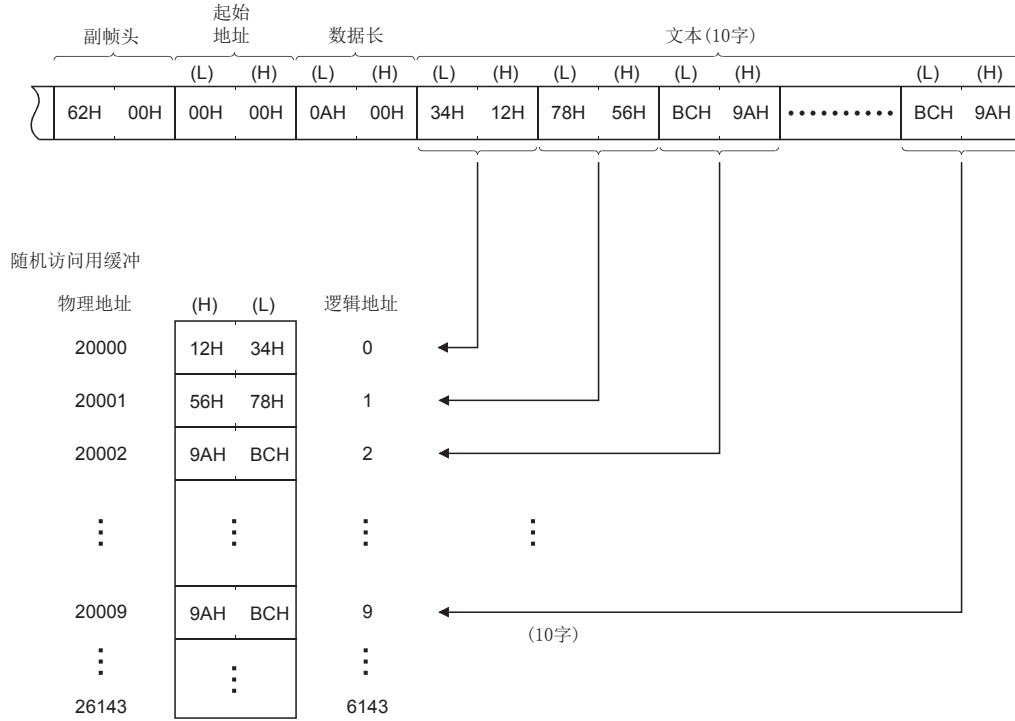 副帧头 起始地址 数据长 文本(10字)
(L) (H) (L) (H) (L) (H) (L) (H) (L) (H) (L) (H)
62H 00H 00H 00H 0AH 00H 34H 12H 78H 56H BCH 9AH BCH 9AH
随机访问用缓冲
物理地址 (H) (L) 逻辑地址
20000 12H 34H 0
20001 56H 78H 1
20002 9AH BCH 2
20009 9AH BCH 9
(10字)
26143 6143